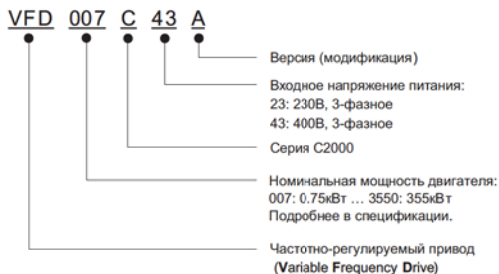 VFD 007 C 43 A
Версия (модификация)
Входное напряжение питания:
23: 230В, 3-фазное
43: 400В, 3-фазное
Серия C2000
Номинальная мощность двигателя:
007: 0.75кВт ... 3550: 355кВт
Подробнее в спецификации.
Частотно-регулируемый привод
(Variable Frequency Drive)